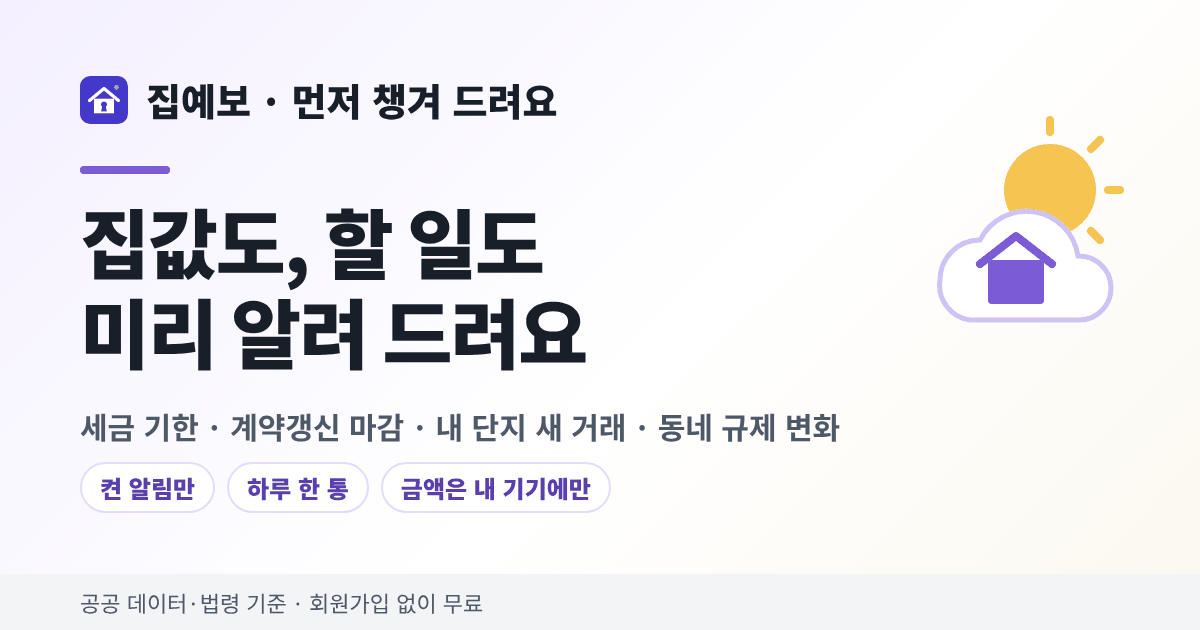 집예보 · 먼저 챙겨 드려요
집값도, 할 일도
미리 알려 드려요
세금 기한 · 계약갱신 마감 · 내 단지 새 거래 · 동네 규제 변화
켠 알림만
하루 한 통
금액은 내 기기에만
공공 데이터·법령 기준 · 회원가입 없이 무료